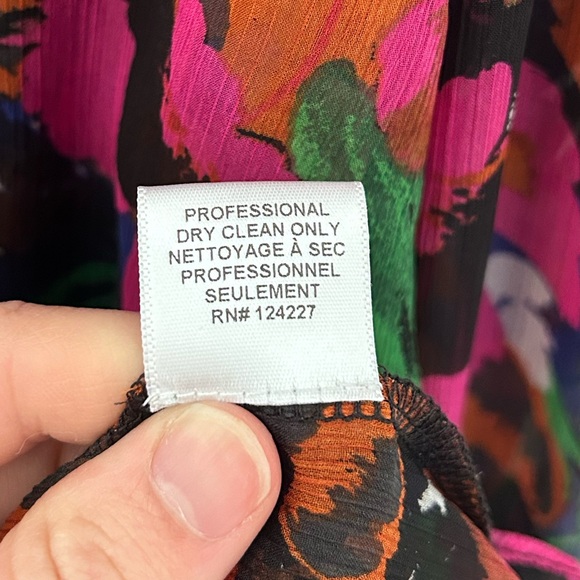 PROFESSIONAL
DRY CLEAN ONLY
NETTOYAGE À SEC
PROFESSIONNEL
SEULEMENT
RN# 124227